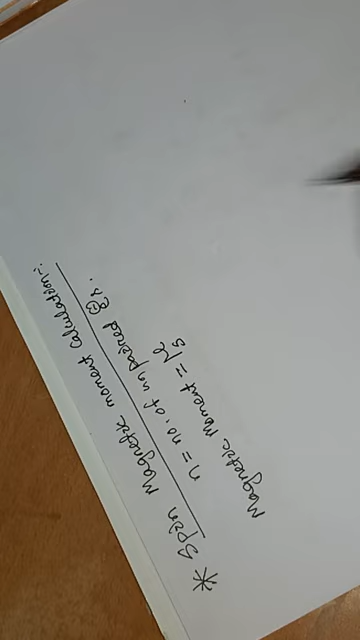 * Spin Magnetic moment Calculation:-
n = no. of unpaired e⊖s.
Magnetic Moment = μs